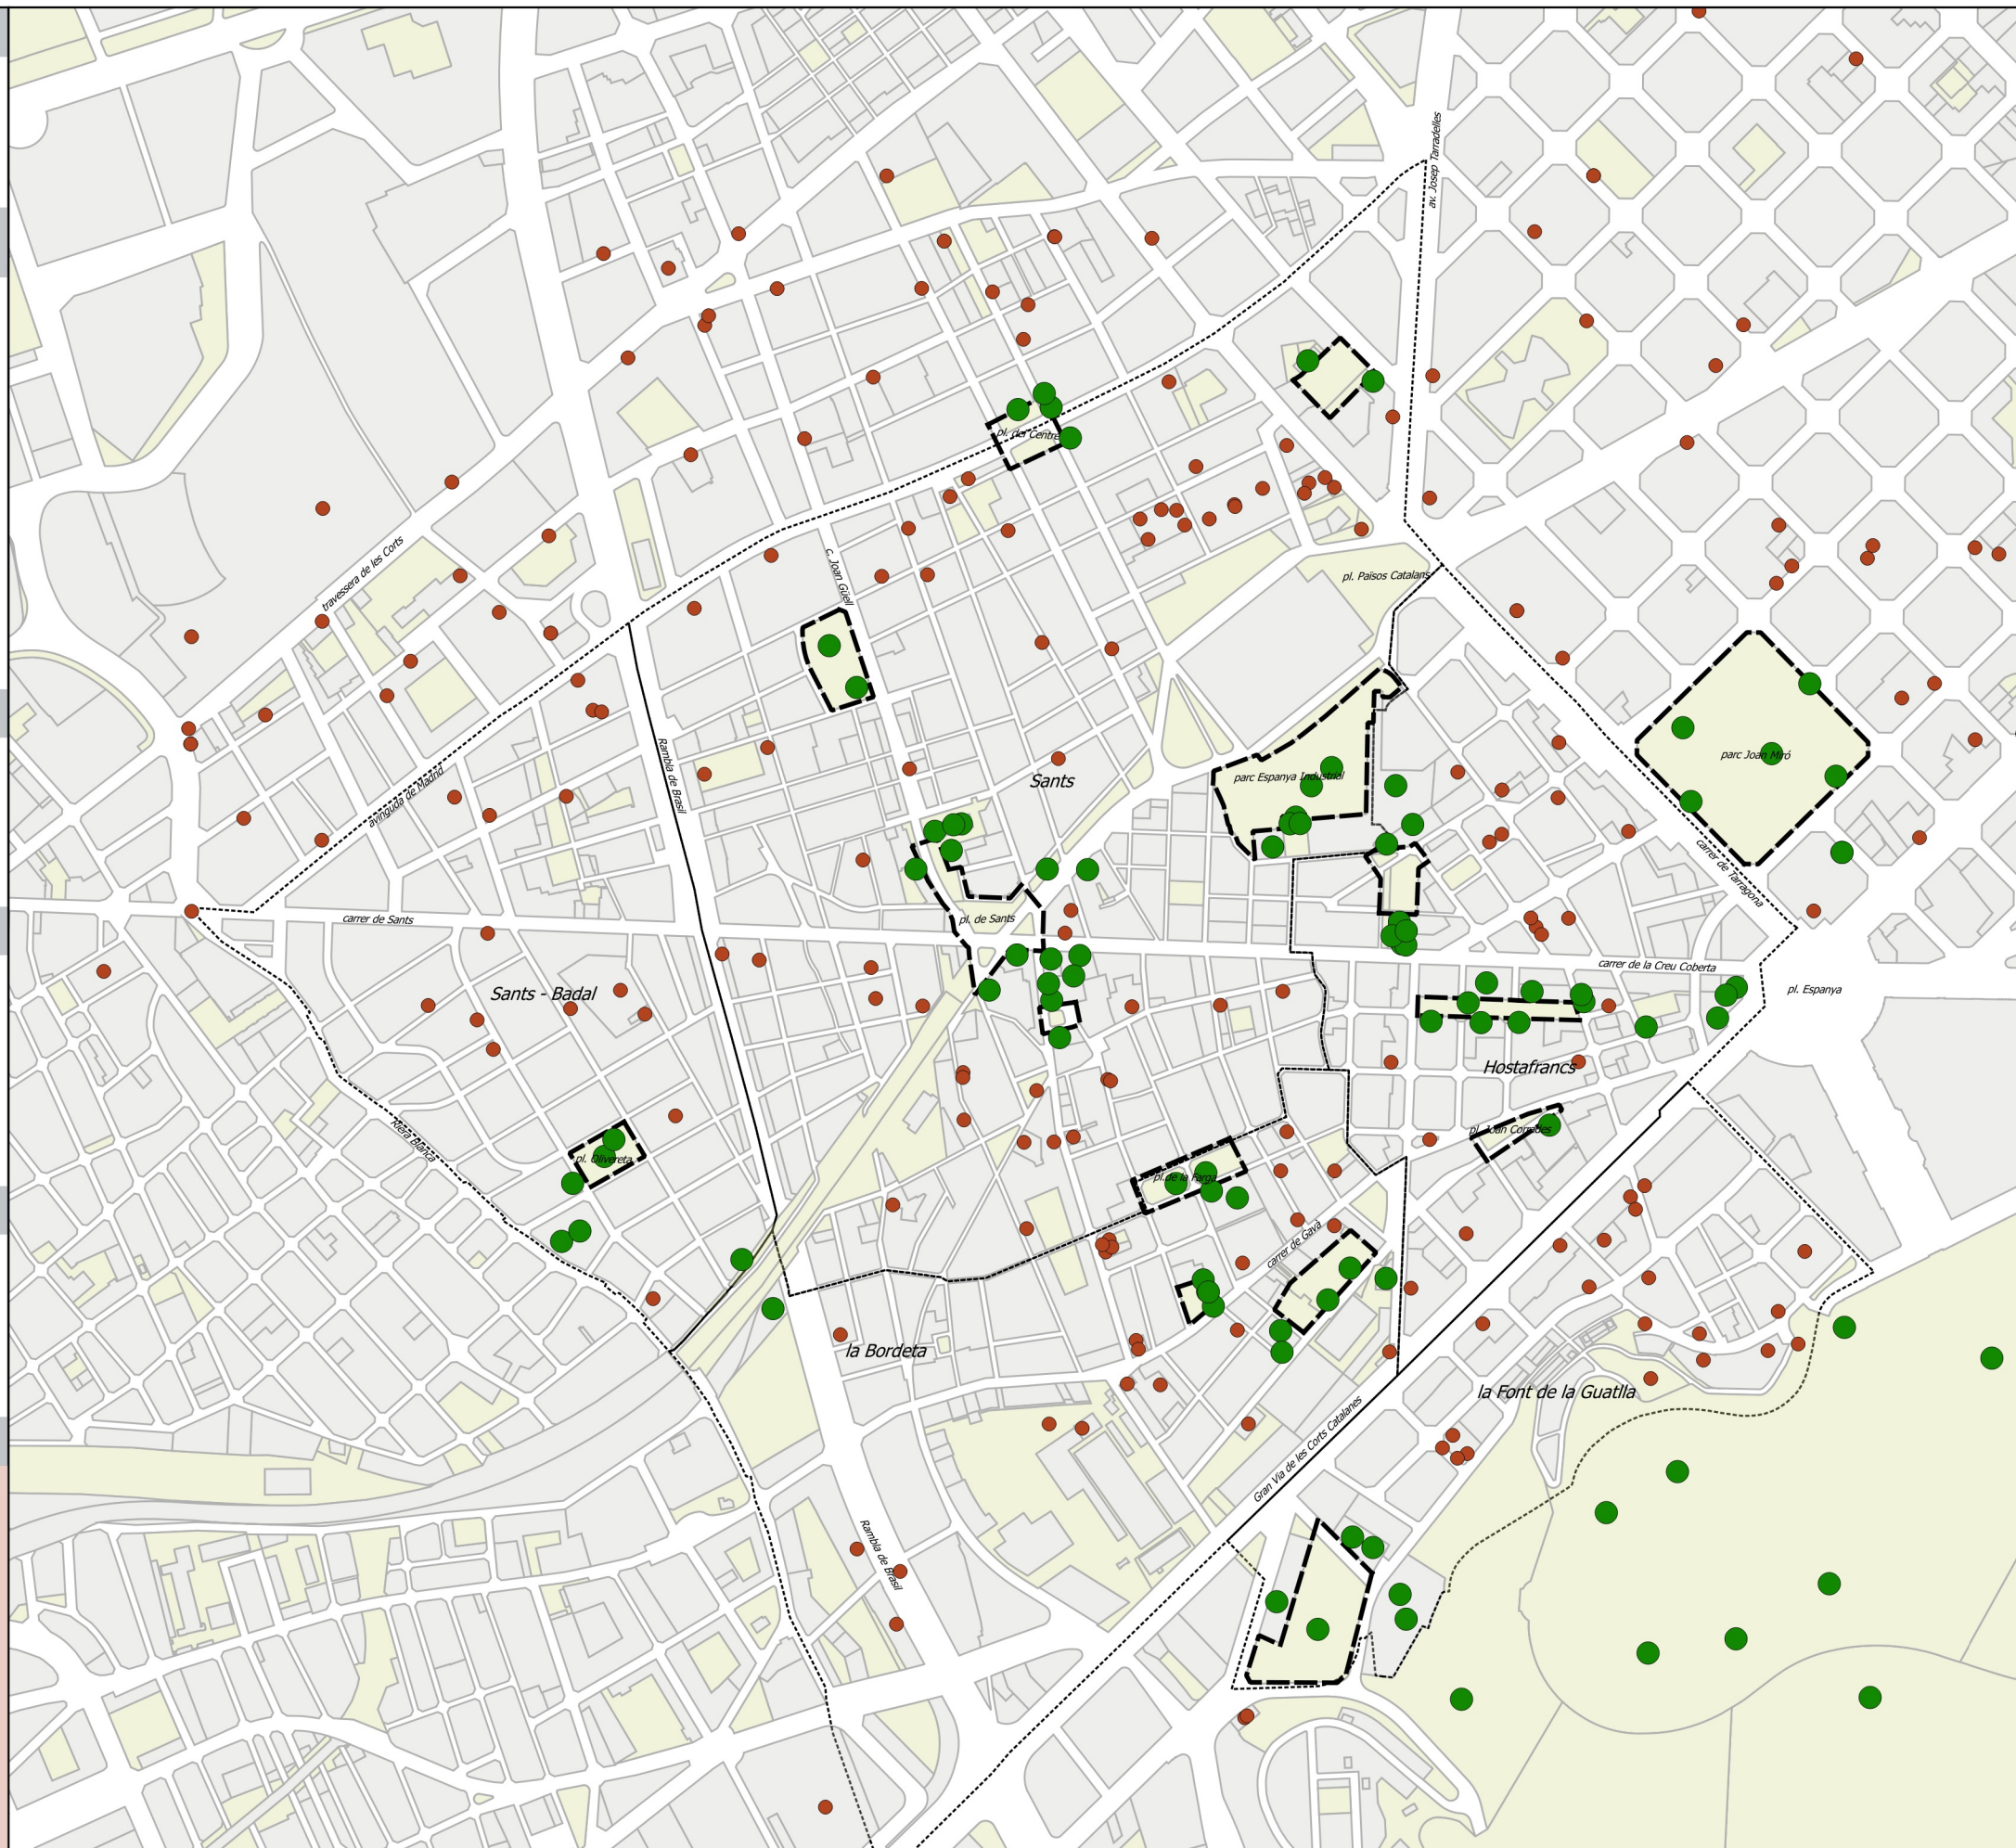 av. Josep Tarradelles
pl. del Centre
c. Joan Güell
travessera de les Corts
pl. Països Catalans
Rambla de Brasil
avinguda de Madrid
Sants
parc Espanya Industrial
parc Joan Miró
carrer de Tarragona
carrer de Sants
pl. de Sants
carrer de la Creu Coberta
pl. Espanya
Sants - Badal
Hostafrancs
Riera Blanca
pl. Olivereta
pl. Joan Corrades
pl. de la Farga
carrer de Gavà
la Bordeta
la Font de la Guatlla
Gran Via de les Corts Catalanes
Rambla de Brasil